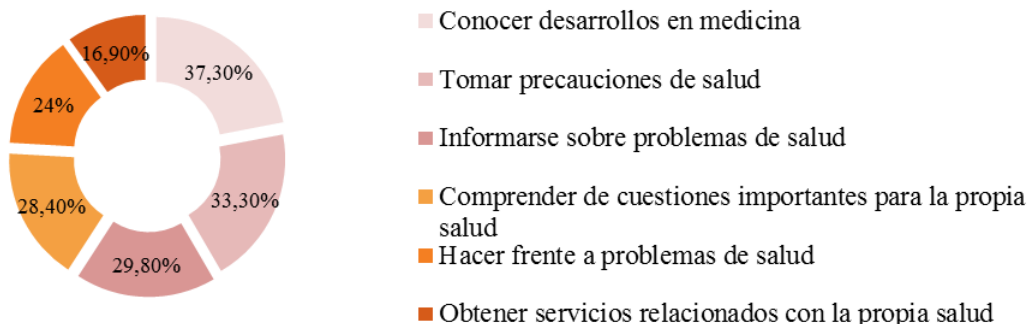 16,90%
37,30%
24%
33,30%
28,40%
29,80%
Conocer desarrollos en medicina
Tomar precauciones de salud
Informarse sobre problemas de salud
Comprender de cuestiones importantes para la propia
salud
Hacer frente a problemas de salud
Obtener servicios relacionados con la propia salud